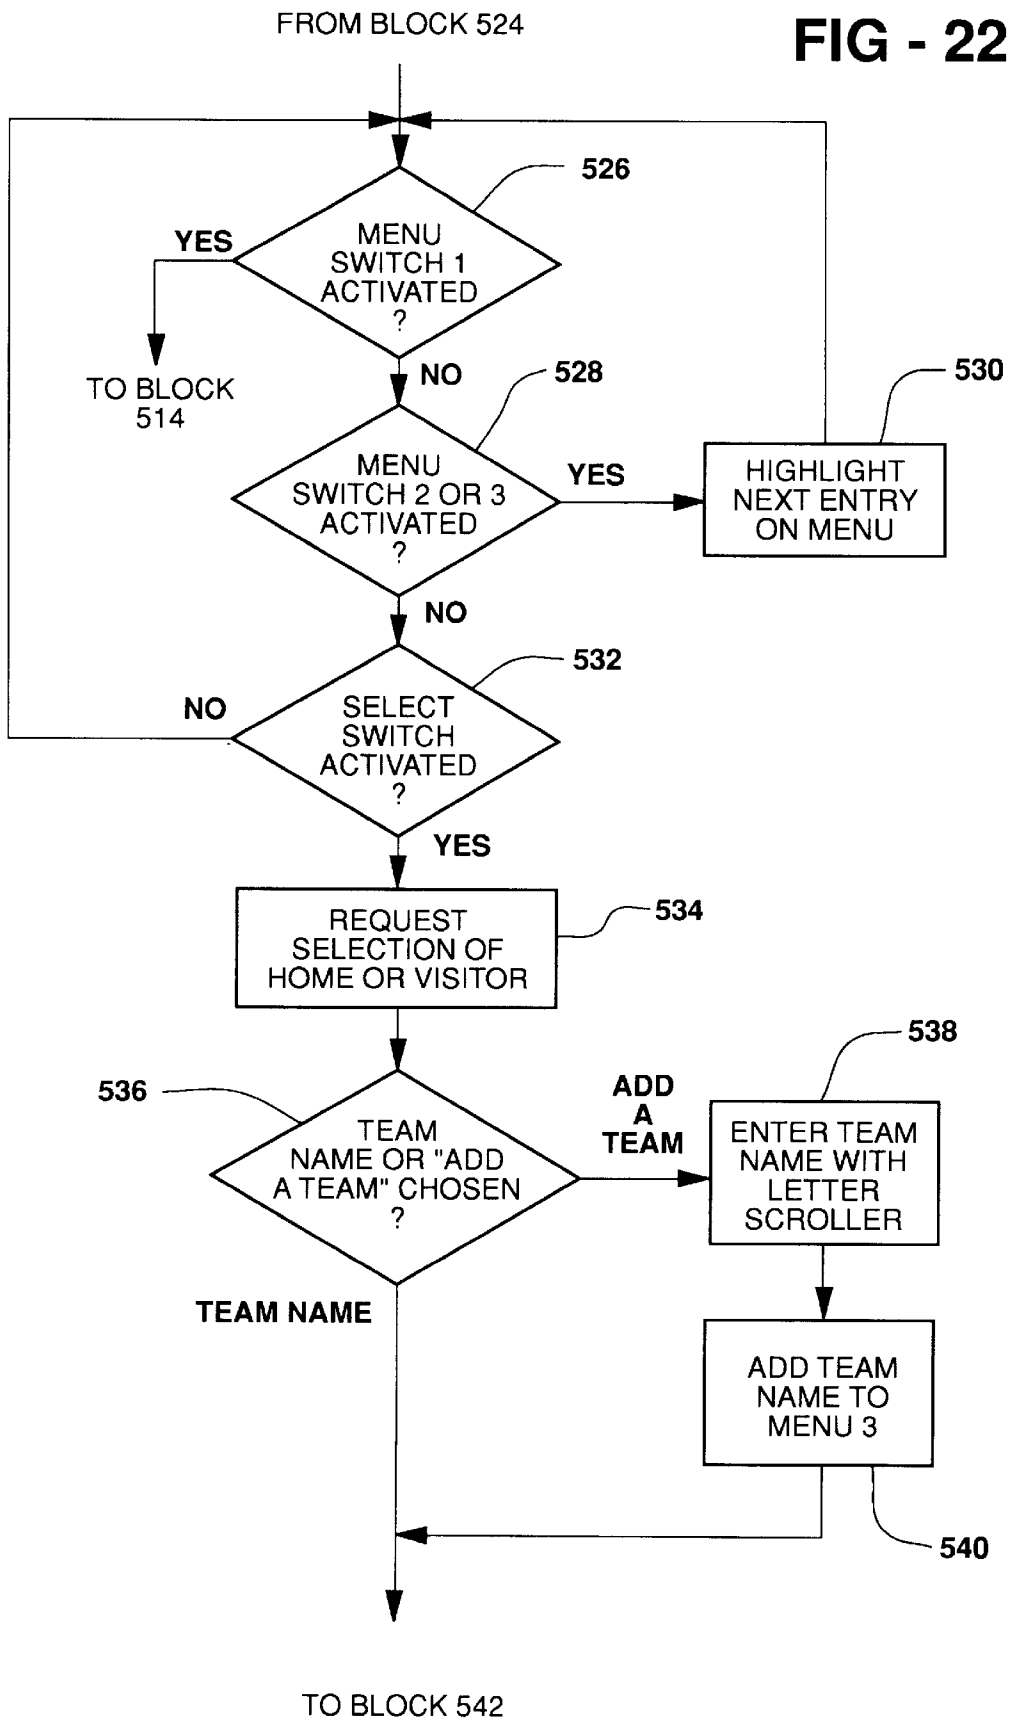 FROM BLOCK 524
FIG - 22
526
MENU
SWITCH 1
ACTIVATED
?
YES
TO BLOCK
514
NO
528
MENU
SWITCH 2 OR 3
ACTIVATED
?
YES
530
HIGHLIGHT
NEXT ENTRY
ON MENU
NO
532
SELECT
SWITCH
ACTIVATED
?
NO
YES
534
REQUEST
SELECTION OF
HOME OR VISITOR
536
TEAM
NAME OR "ADD
A TEAM" CHOSEN
?
ADD
A
TEAM
538
ENTER TEAM
NAME WITH
LETTER
SCROLLER
TEAM NAME
ADD TEAM
NAME TO
MENU 3
540
TO BLOCK 542